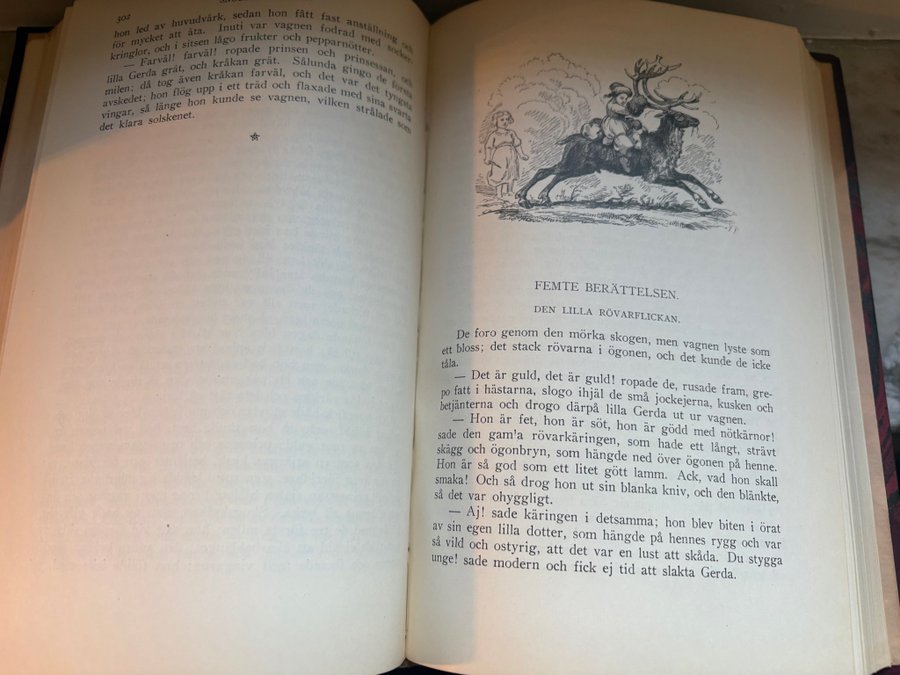 302
hon led av huvudvärk, sedan hon fått fast anställning och
för mycket att äta. Inuti var vagnen fodrad med socker-
kringlor, och i sitsen lågo frukter och pepparnötter.
— Farväl! farväl! ropade prinsen och prinsessan, och
lilla Gerda grät, och kråkan grät. Sålunda gingo de första
milen; då tog även kråkan farväl, och det var det tyngsta
avskedet; hon flög upp i ett träd och flaxade med sina svarta
vingar, så länge hon kunde se vagnen, vilken strålade som
det klara solskenet.
FEMTE BERÄTTELSEN.
DEN LILLA RÖVARFLICKAN.
De foro genom den mörka skogen, men vagnen lyste som
ett bloss; det stack rövarna i ögonen, och det kunde de icke
tåla.
— Det är guld, det är guld! ropade de, rusade fram, gre-
po fatt i hästarna, slogo ihjäl de små jockejerna, kusken och
betjänterna och drogo därpå lilla Gerda ut ur vagnen.
— Hon är fet, hon är söt, hon är gödd med nötkärnor!
sade den gam'a rövarkäringen, som hade ett långt, strävt
skägg och ögonbryn, som hängde ned över ögonen på henne.
Hon är så god som ett litet gött lamm. Ack, vad hon skall
smaka! Och så drog hon ut sin blanka kniv, och den blänkte,
så det var ohyggligt.
— Aj! sade käringen i detsamma; hon blev biten i örat
av sin egen lilla dotter, som hängde på hennes rygg och var
så vild och ostyrig, att det var en lust att skåda. Du stygga
unge! sade modern och fick ej tid att slakta Gerda.